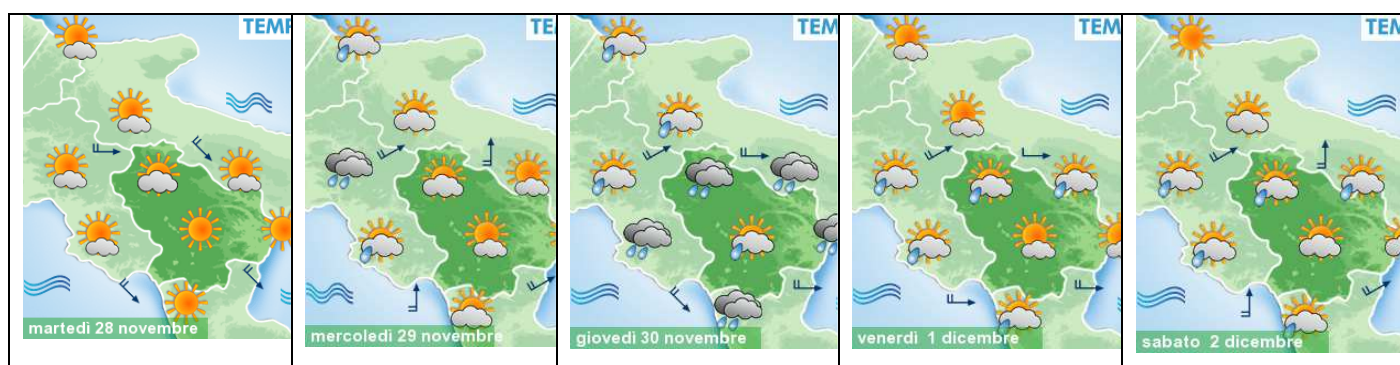 TEMP
martedì 28 novembre
TEM
mercoledì 29 novembre
TEM
giovedì 30 novembre
TEM
venerdì  1 dicembre
TE
sabato  2 dicembre